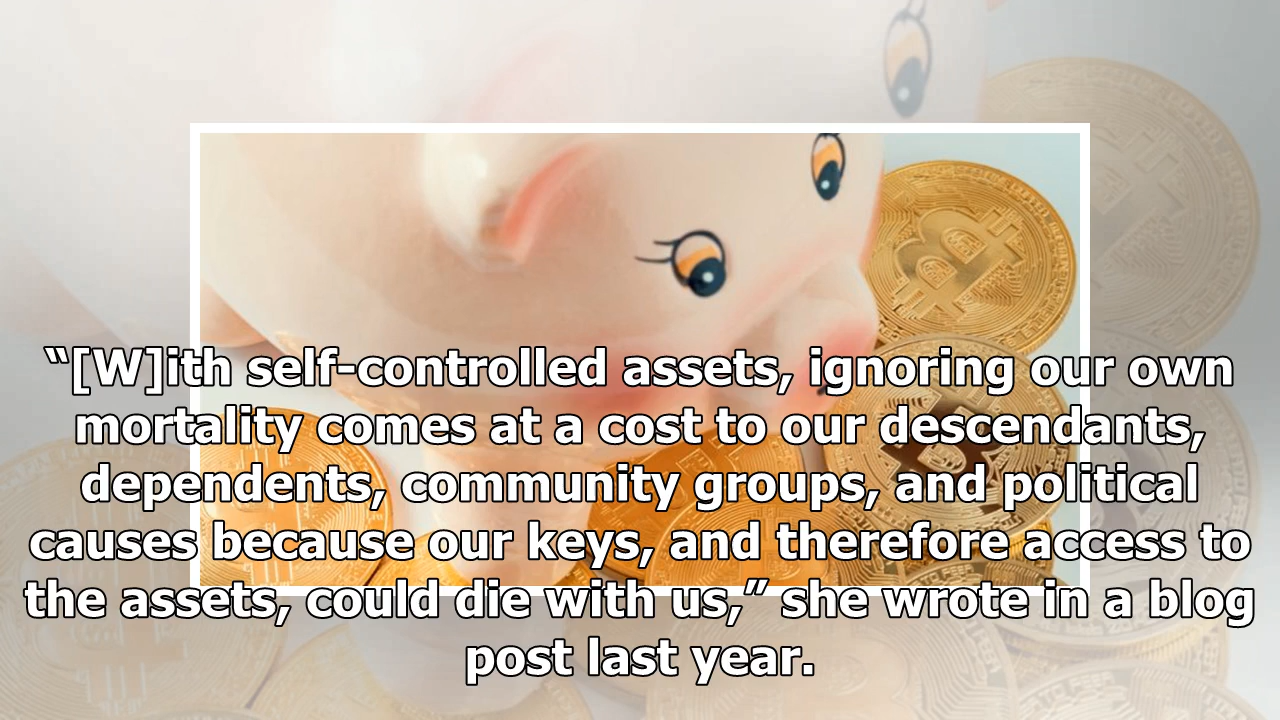 “[W]ith self-controlled assets, ignoring our own
mortality comes at a cost to our descendants,
dependents, community groups, and political
causes because our keys, and therefore access to
the assets, could die with us,” she wrote in a blog
post last year.